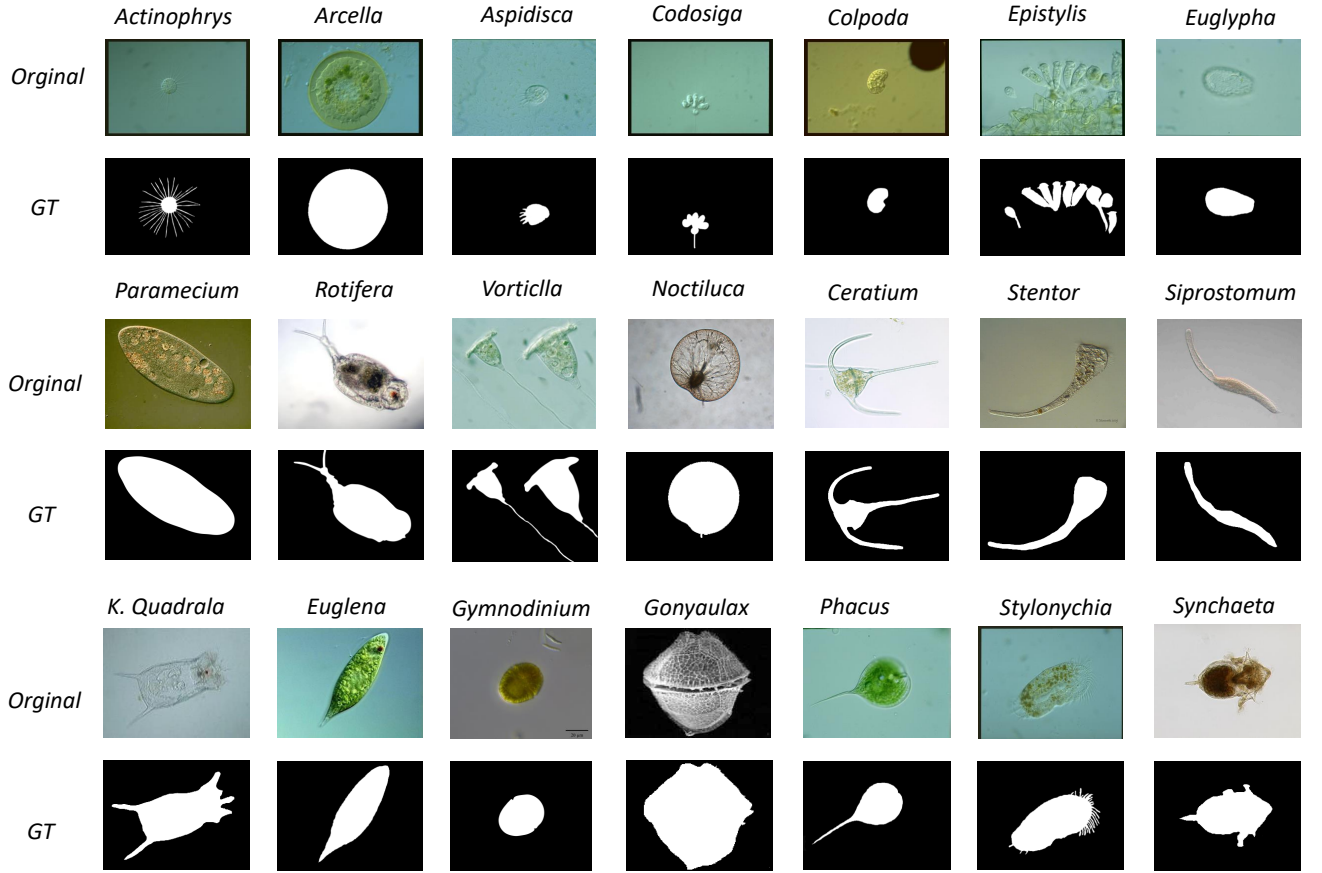 Actinophrys Arcella Aspidisca Codosiga Colpoda Epistylis Euglypha
Orginal
GT
Paramecium Rotifera Vorticlla Noctiluca Ceratium Stentor Siprostomum
Orginal
GT
K. Quadrala Euglena Gymnodinium Gonyaulax Phacus Stylonychia Synchaeta
Orginal
GT